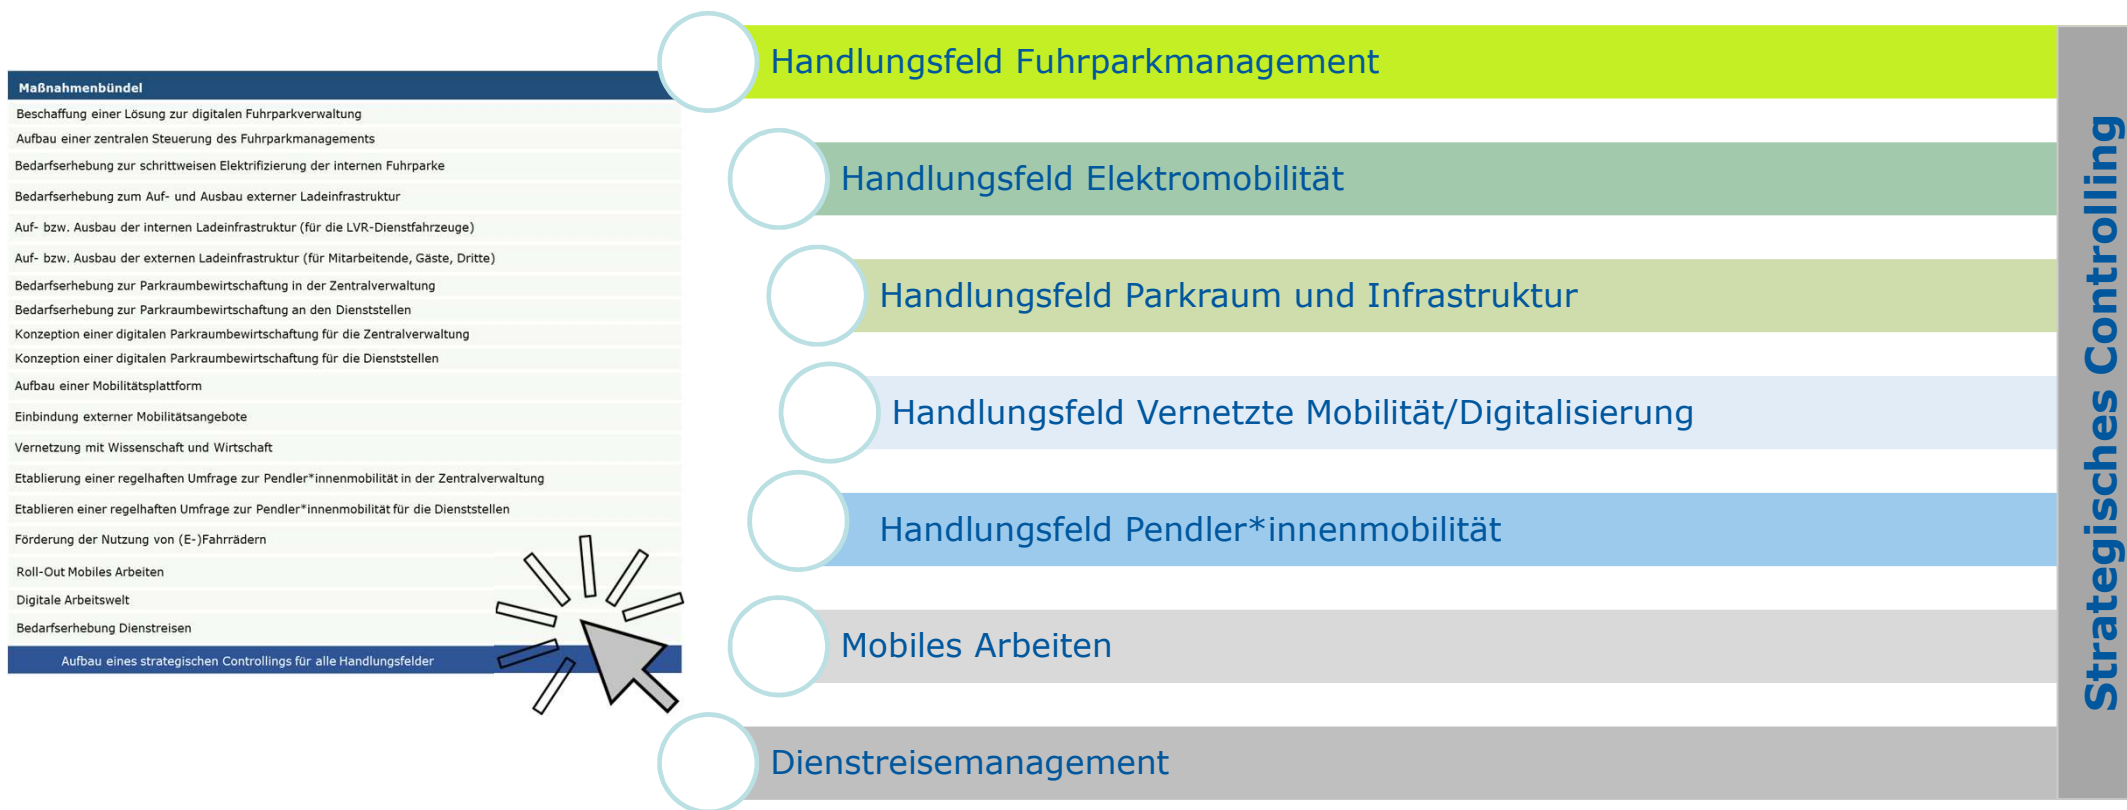 Maßnahmenbündel
Beschaffung einer Lösung zur digitalen Fuhrparkverwaltung
Aufbau einer zentralen Steuerung des Fuhrparkmanagements
Bedarfserhebung zur schrittweisen Elektrifizierung der internen Fuhrparke
Bedarfserhebung zum Auf- und Ausbau externer Ladeinfrastruktur
Auf- bzw. Ausbau der internen Ladeinfrastruktur (für die LVR-Dienstfahrzeuge)
Auf- bzw. Ausbau der externen Ladeinfrastruktur (für Mitarbeitende, Gäste, Dritte)
Bedarfserhebung zur Parkraumbewirtschaftung in der Zentralverwaltung
Bedarfserhebung zur Parkraumbewirtschaftung an den Dienststellen
Konzeption einer digitalen Parkraumbewirtschaftung für die Zentralverwaltung
Konzeption einer digitalen Parkraumbewirtschaftung für die Dienststellen
Aufbau einer Mobilitätsplattform
Einbindung externer Mobilitätsangebote
Vernetzung mit Wissenschaft und Wirtschaft
Etablierung einer regelhaften Umfrage zur Pendler*innenmobilität in der Zentralverwaltung
Etablieren einer regelhaften Umfrage zur Pendler*innenmobilität für die Dienststellen
Förderung der Nutzung von (E-)Fahrrädern
Roll-Out Mobiles Arbeiten
Digitale Arbeitswelt
Bedarfserhebung Dienstreisen
Aufbau eines strategischen Controllings für alle Handlungsfelder
Handlungsfeld Fuhrparkmanagement
Handlungsfeld Elektromobilität
Handlungsfeld Parkraum und Infrastruktur
Handlungsfeld Vernetzte Mobilität/Digitalisierung
Handlungsfeld Pendler*innenmobilität
Mobiles Arbeiten
Dienstreisemanagement
Strategisches Controlling